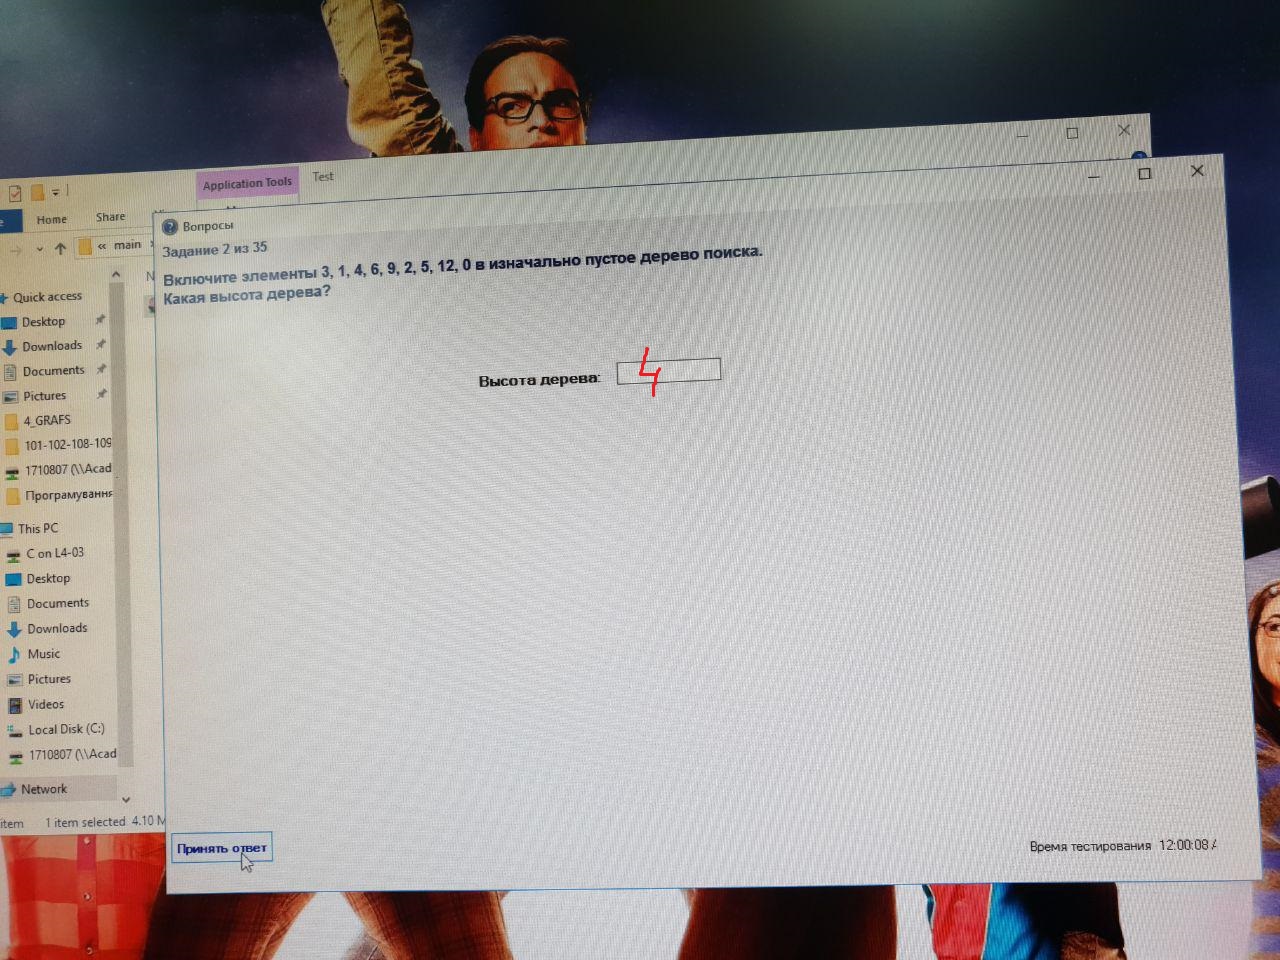 Application Tools
Test
Home
Share
« main
Quick access
Desktop
Downloads
Documents
Pictures
4_GRAFS
101-102-108-109
1710807 (\\Acad
Програмування
This PC
C on L4-03
Desktop
Documents
Downloads
Music
Pictures
Videos
Local Disk (C:)
1710807 (\\Acad
Network
item 1 item selected 4.10 M
Вопросы
Задание 2 из 35
Включите элементы 3, 1, 4, 6, 9, 2, 5, 12, 0 в изначально пустое дерево поиска.
Какая высота дерева?
Высота дерева: 4
Принять ответ
Время тестирования 12:00:08